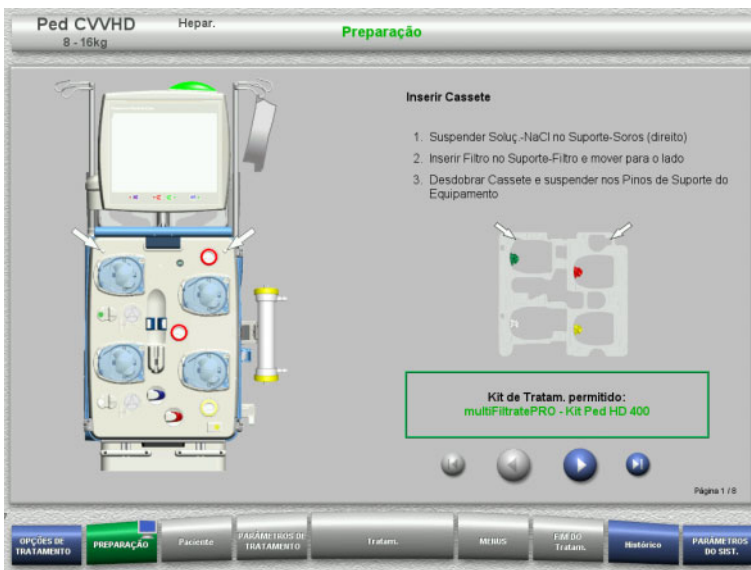 Ped CVVHD
Hepar.
8 - 16kg
Preparação
Inserir Cassete
1. Suspender Soluç.-NaCl no Suporte-Soros (direito)
2. Inserir Filtro no Suporte-Filtro e mover para o lado
3. Desdobrar Cassete e suspender nos Pinos de Suporte do
Equipamento
Kit de Tratam. permitido:
multiFiltratePRO - Kit Ped HD 400
Página 1 / 8
OPÇÕES DE
TRATAMENTO
PREPARAÇÃO
Paciente
PARÂMETROS DE
TRATAMENTO
Tratam.
MENUS
FIM DO
Tratam.
Histórico
PARÂMETROS
DO SIST.